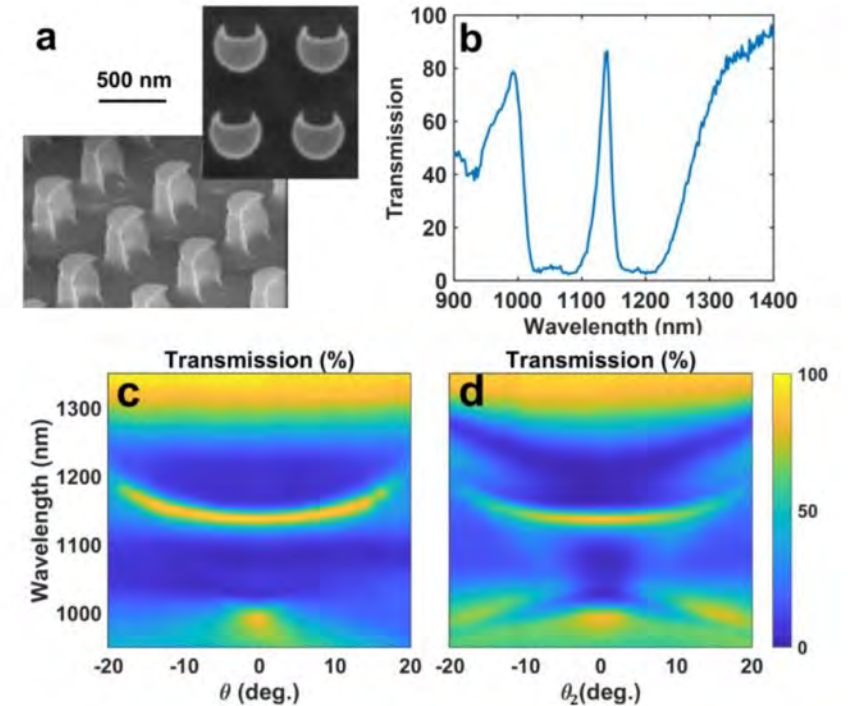 a
500 nm
b
Transmission
100
80
60
40
20
0
900 1000 1100 1200 1300 1400
Wavelength (nm)
Transmission (%)
c
Wavelength (nm)
1300
1200
1100
1000
-20 -10 0 10 20
θ (deg.)
Transmission (%)
d
-20 -10 0 10 20
θ₂(deg.)
100
50
0